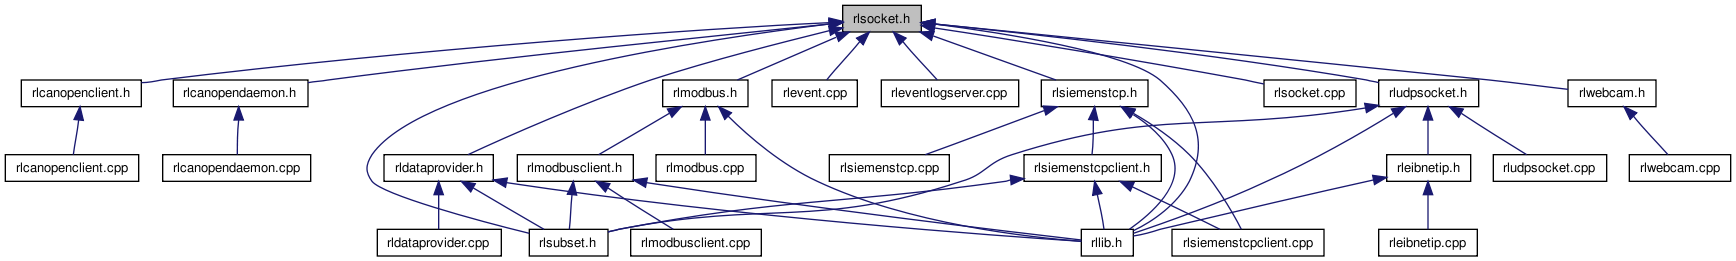 rlsocket.h
rlcanopenclient.h
rlcanopendaemon.h
rlmodbus.h
rlevent.cpp
rleventlogserver.cpp
rlsiemenstcp.h
rlsocket.cpp
rludpsocket.h
rlwebcam.h
rlcanopenclient.cpp
rlcanopendaemon.cpp
rldataprovider.h
rlmodbusclient.h
rlmodbus.cpp
rlsiemenstcp.cpp
rlsiemenstcpclient.h
rleibnetip.h
rludpsocket.cpp
rlwebcam.cpp
rldataprovider.cpp
rlsubset.h
rlmodbusclient.cpp
rllib.h
rlsiemenstcpclient.cpp
rleibnetip.cpp